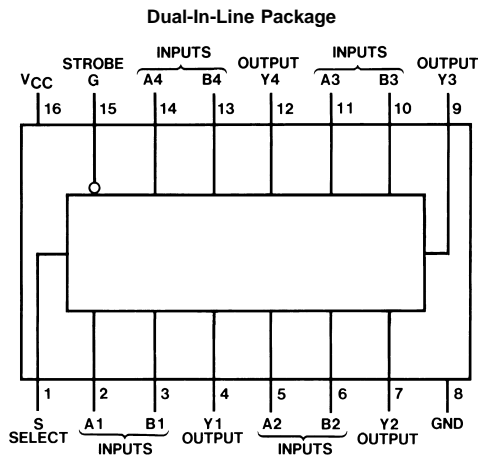 Dual-In-Line Package
INPUTS INPUTS
STROBE OUTPUT OUTPUT
VCC G A4 B4 Y4 A3 B3 Y3
16 15 14 13 12 11 10 9
1 2 3 4 5 6 7 8
S A1 B1 Y1 A2 B2 Y2 GND
SELECT OUTPUT OUTPUT
INPUTS INPUTS